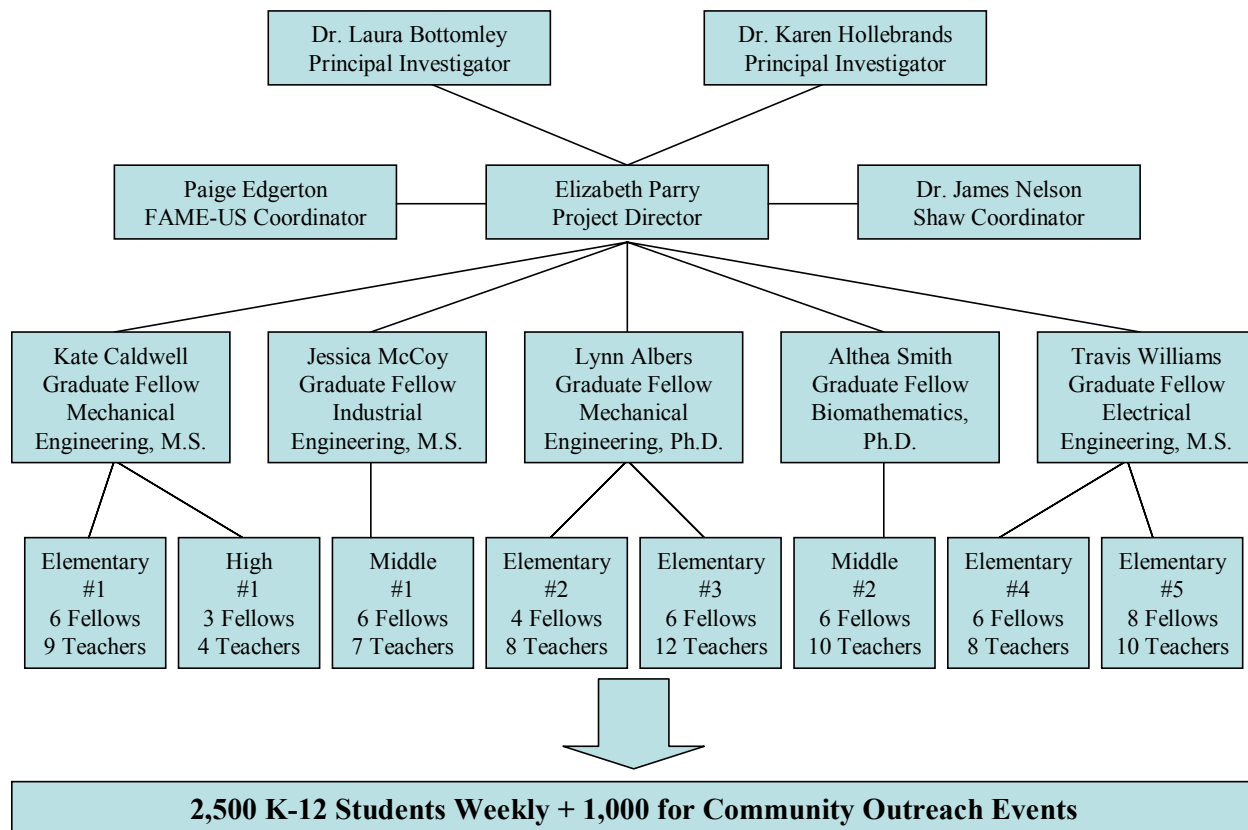 Dr. Laura Bottomley
Principal Investigator
Dr. Karen Hollebrands
Principal Investigator
Paige Edgerton
FAME-US Coordinator
Elizabeth Parry
Project Director
Dr. James Nelson
Shaw Coordinator
Kate Caldwell
Graduate Fellow
Mechanical
Engineering, M.S.
Jessica McCoy
Graduate Fellow
Industrial
Engineering, M.S.
Lynn Albers
Graduate Fellow
Mechanical
Engineering, Ph.D.
Althea Smith
Graduate Fellow
Biomathematics,
Ph.D.
Travis Williams
Graduate Fellow
Electrical
Engineering, M.S.
Elementary
#1
6 Fellows
9 Teachers
High
#1
3 Fellows
4 Teachers
Middle
#1
6 Fellows
7 Teachers
Elementary
#2
4 Fellows
8 Teachers
Elementary
#3
6 Fellows
12 Teachers
Middle
#2
6 Fellows
10 Teachers
Elementary
#4
6 Fellows
8 Teachers
Elementary
#5
8 Fellows
10 Teachers
2,500 K-12 Students Weekly + 1,000 for Community Outreach Events